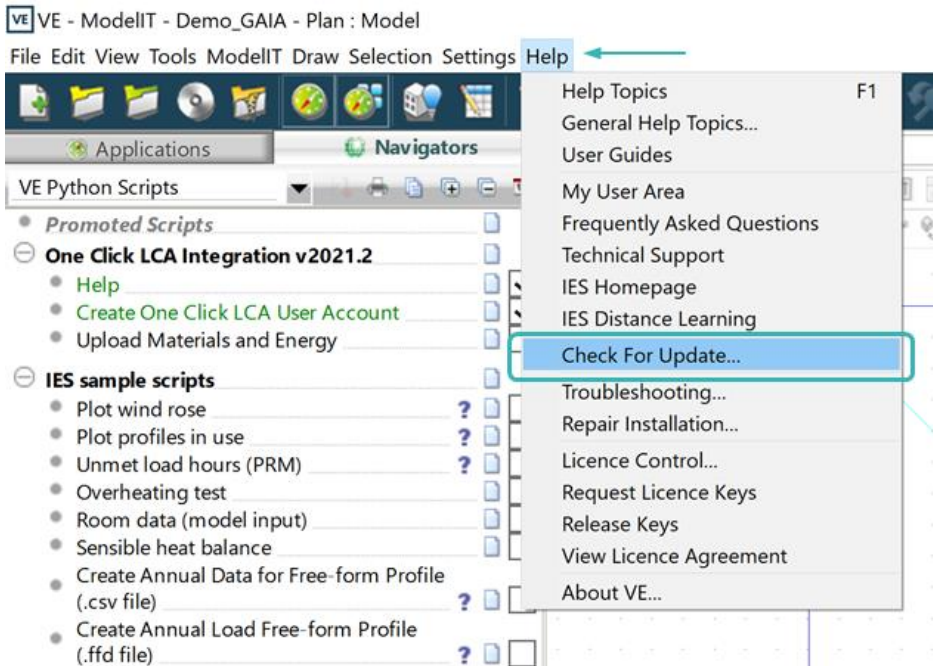 VE VE - ModelIT - Demo_GAIA - Plan : Model
File Edit View Tools ModelIT Draw Selection Settings Help
Applications
Navigators
VE Python Scripts
Promoted Scripts
One Click LCA Integration v2021.2
Help
Create One Click LCA User Account
Upload Materials and Energy
IES sample scripts
Plot wind rose ?
Plot profiles in use ?
Unmet load hours (PRM) ?
Overheating test
Room data (model input)
Sensible heat balance
Create Annual Data for Free-form Profile
(.csv file) ?
Create Annual Load Free-form Profile
(.ffd file) ?
Help Topics F1
General Help Topics...
User Guides
My User Area
Frequently Asked Questions
Technical Support
IES Homepage
IES Distance Learning
Check For Update...
Troubleshooting...
Repair Installation...
Licence Control...
Request Licence Keys
Release Keys
View Licence Agreement
About VE...